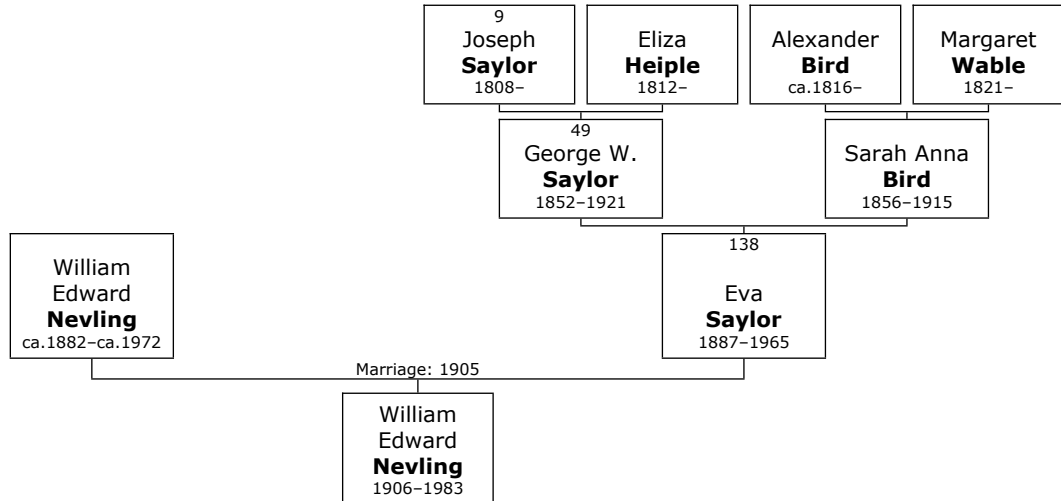 9
Joseph
Saylor
1808–
Eliza
Heiple
1812–
Alexander
Bird
ca.1816–
Margaret
Wable
1821–
49
George W.
Saylor
1852–1921
Sarah Anna
Bird
1856–1915
William
Edward
Nevling
ca.1882–ca.1972
138
Eva
Saylor
1887–1965
Marriage: 1905
William
Edward
Nevling
1906–1983